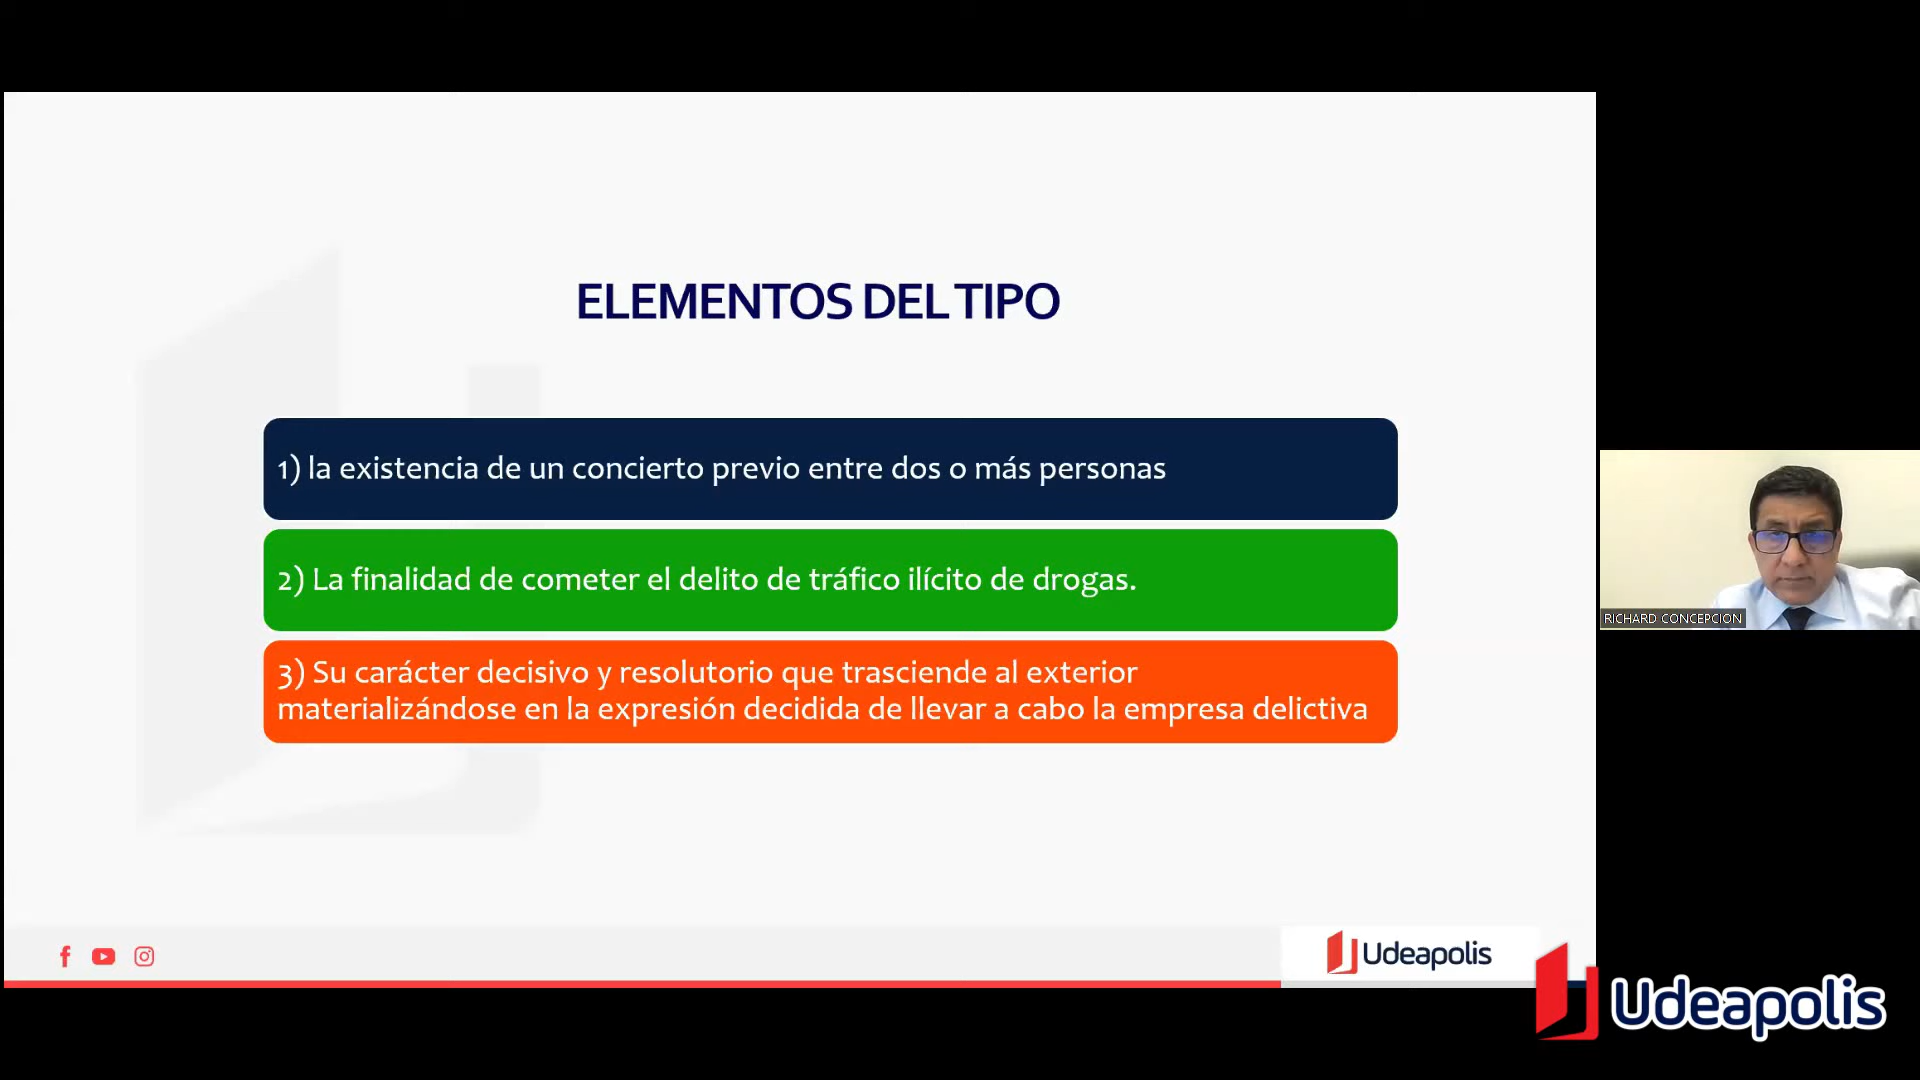 ELEMENTOS DEL TIPO
1) la existencia de un concierto previo entre dos o más personas
2) La finalidad de cometer el delito de tráfico ilícito de drogas.
3) Su carácter decisivo y resolutorio que trasciende al exterior
materializándose en la expresión decidida de llevar a cabo la empresa delictiva
RICHARD CONCEPCION
Udeapolis
Udeapolis